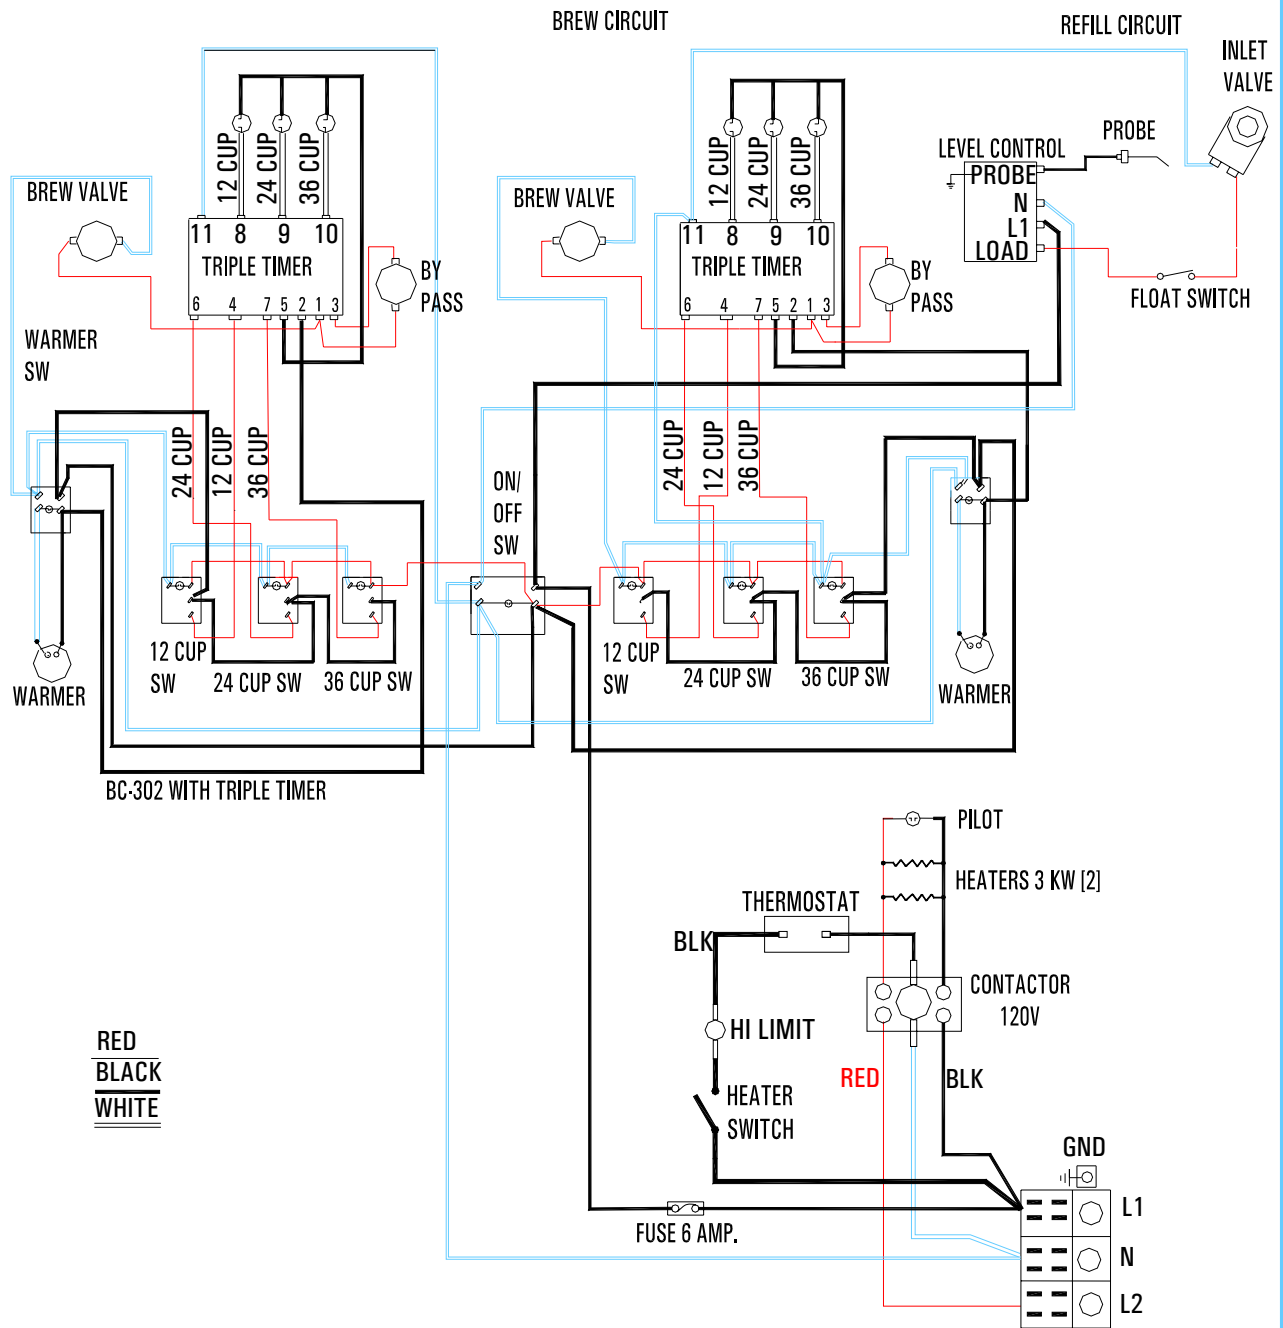 BREW CIRCUIT
REFILL CIRCUIT
INLET
VALVE
PROBE
LEVEL CONTROL
PROBE
N
L1
LOAD
FLOAT SWITCH
12 CUP
24 CUP
36 CUP
BREW VALVE
11 8 9 10
TRIPLE TIMER
6 4 7 5 2 1 3
BY
PASS
12 CUP
24 CUP
36 CUP
BREW VALVE
11 8 9 10
TRIPLE TIMER
6 4 7 5 2 1 3
BY
PASS
WARMER
SW
24 CUP
12 CUP
36 CUP
ON/
OFF
SW
24 CUP
12 CUP
36 CUP
12 CUP
SW
24 CUP SW
36 CUP SW
WARMER
12 CUP
SW
24 CUP SW
36 CUP SW
WARMER
BC-302 WITH TRIPLE TIMER
PILOT
HEATERS 3 KW [2]
THERMOSTAT
BLK
CONTACTOR
120V
HI LIMIT
RED
BLK
HEATER
SWITCH
RED
BLACK
WHITE
GND
L1
FUSE 6 AMP.
N
L2